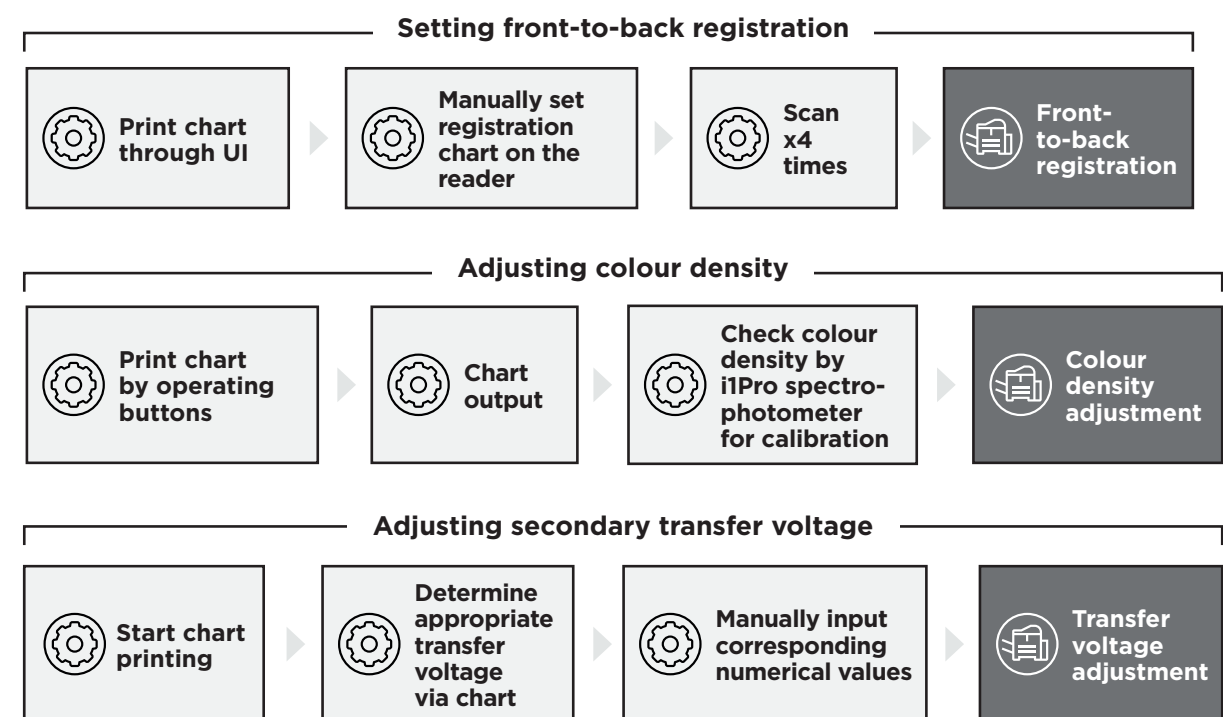 Setting front-to-back registration
Print chart
through UI
Manually set
registration
chart on the
reader
Scan
x4
times
Front-
to-back
registration
Adjusting colour density
Print chart
by operating
buttons
Chart
output
Check colour
density by
i1Pro spectro-
photometer
for calibration
Colour
density
adjustment
Adjusting secondary transfer voltage
Start chart
printing
Determine
appropriate
transfer
voltage
via chart
Manually input
corresponding
numerical values
Transfer
voltage
adjustment